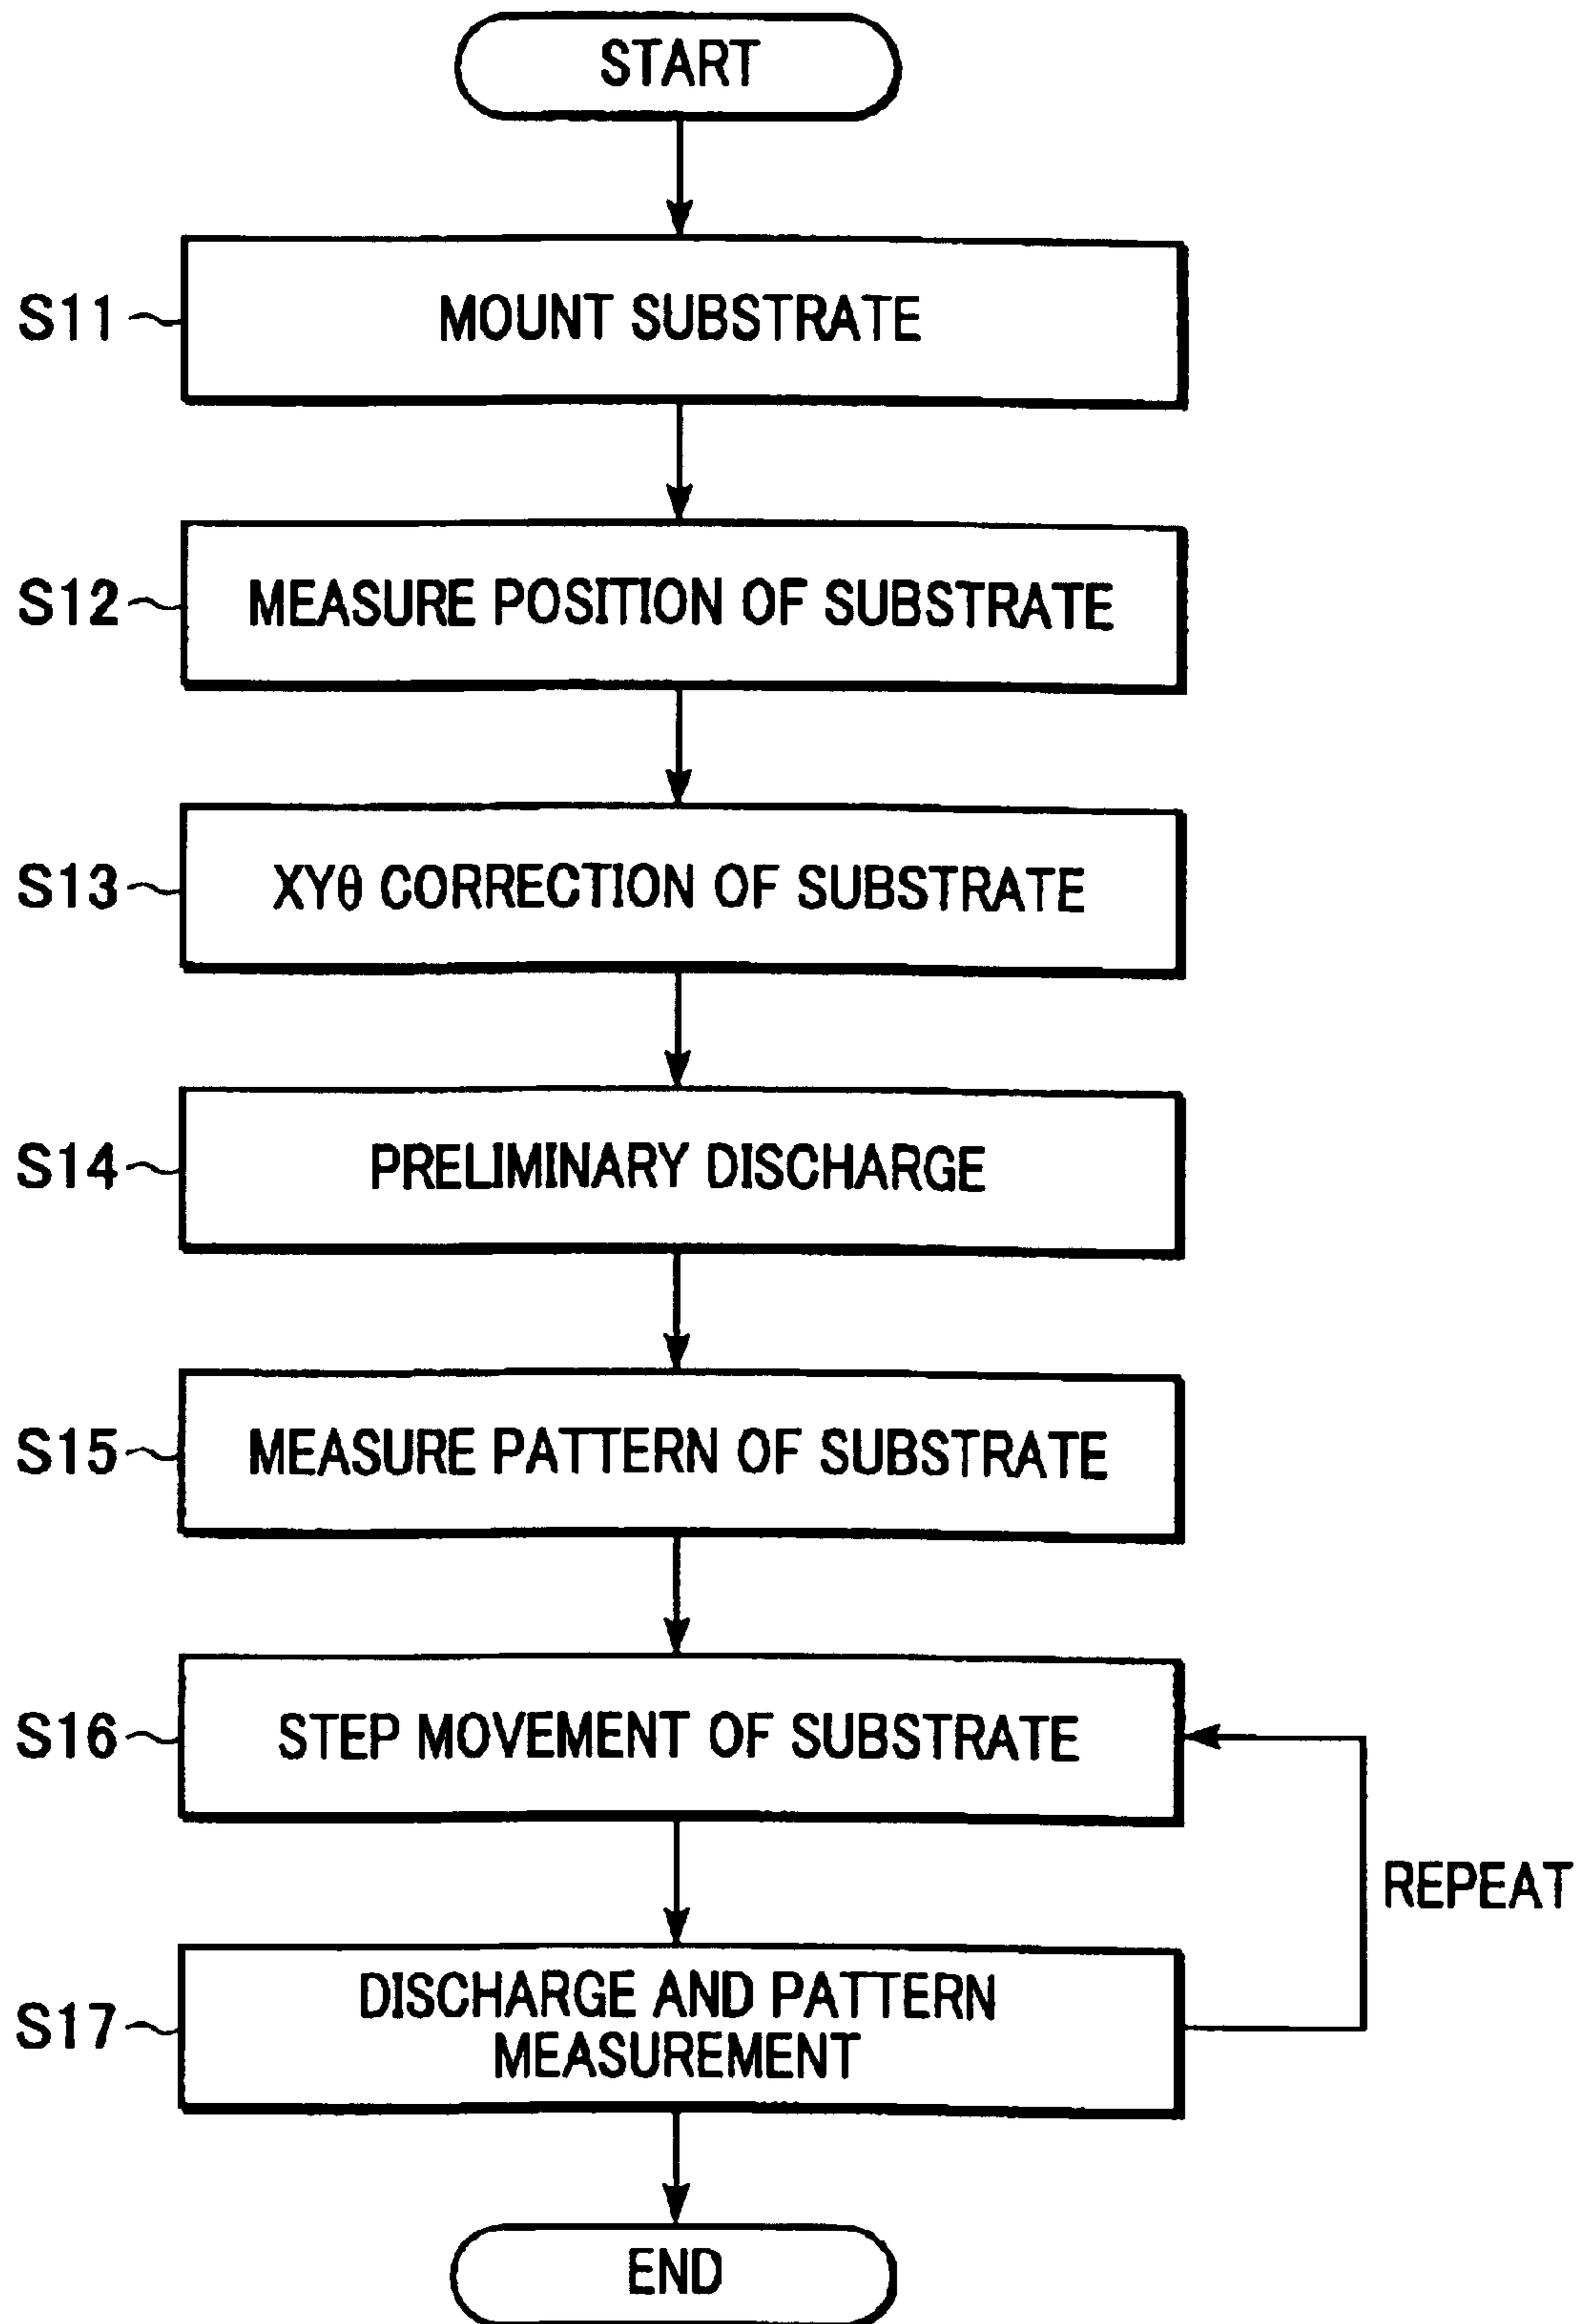 START
S11
MOUNT SUBSTRATE
S12
MEASURE POSITION OF SUBSTRATE
S13
XYθ CORRECTION OF SUBSTRATE
S14
PRELIMINARY DISCHARGE
S15
MEASURE PATTERN OF SUBSTRATE
S16
STEP MOVEMENT OF SUBSTRATE
REPEAT
S17
DISCHARGE AND PATTERN
MEASUREMENT
END